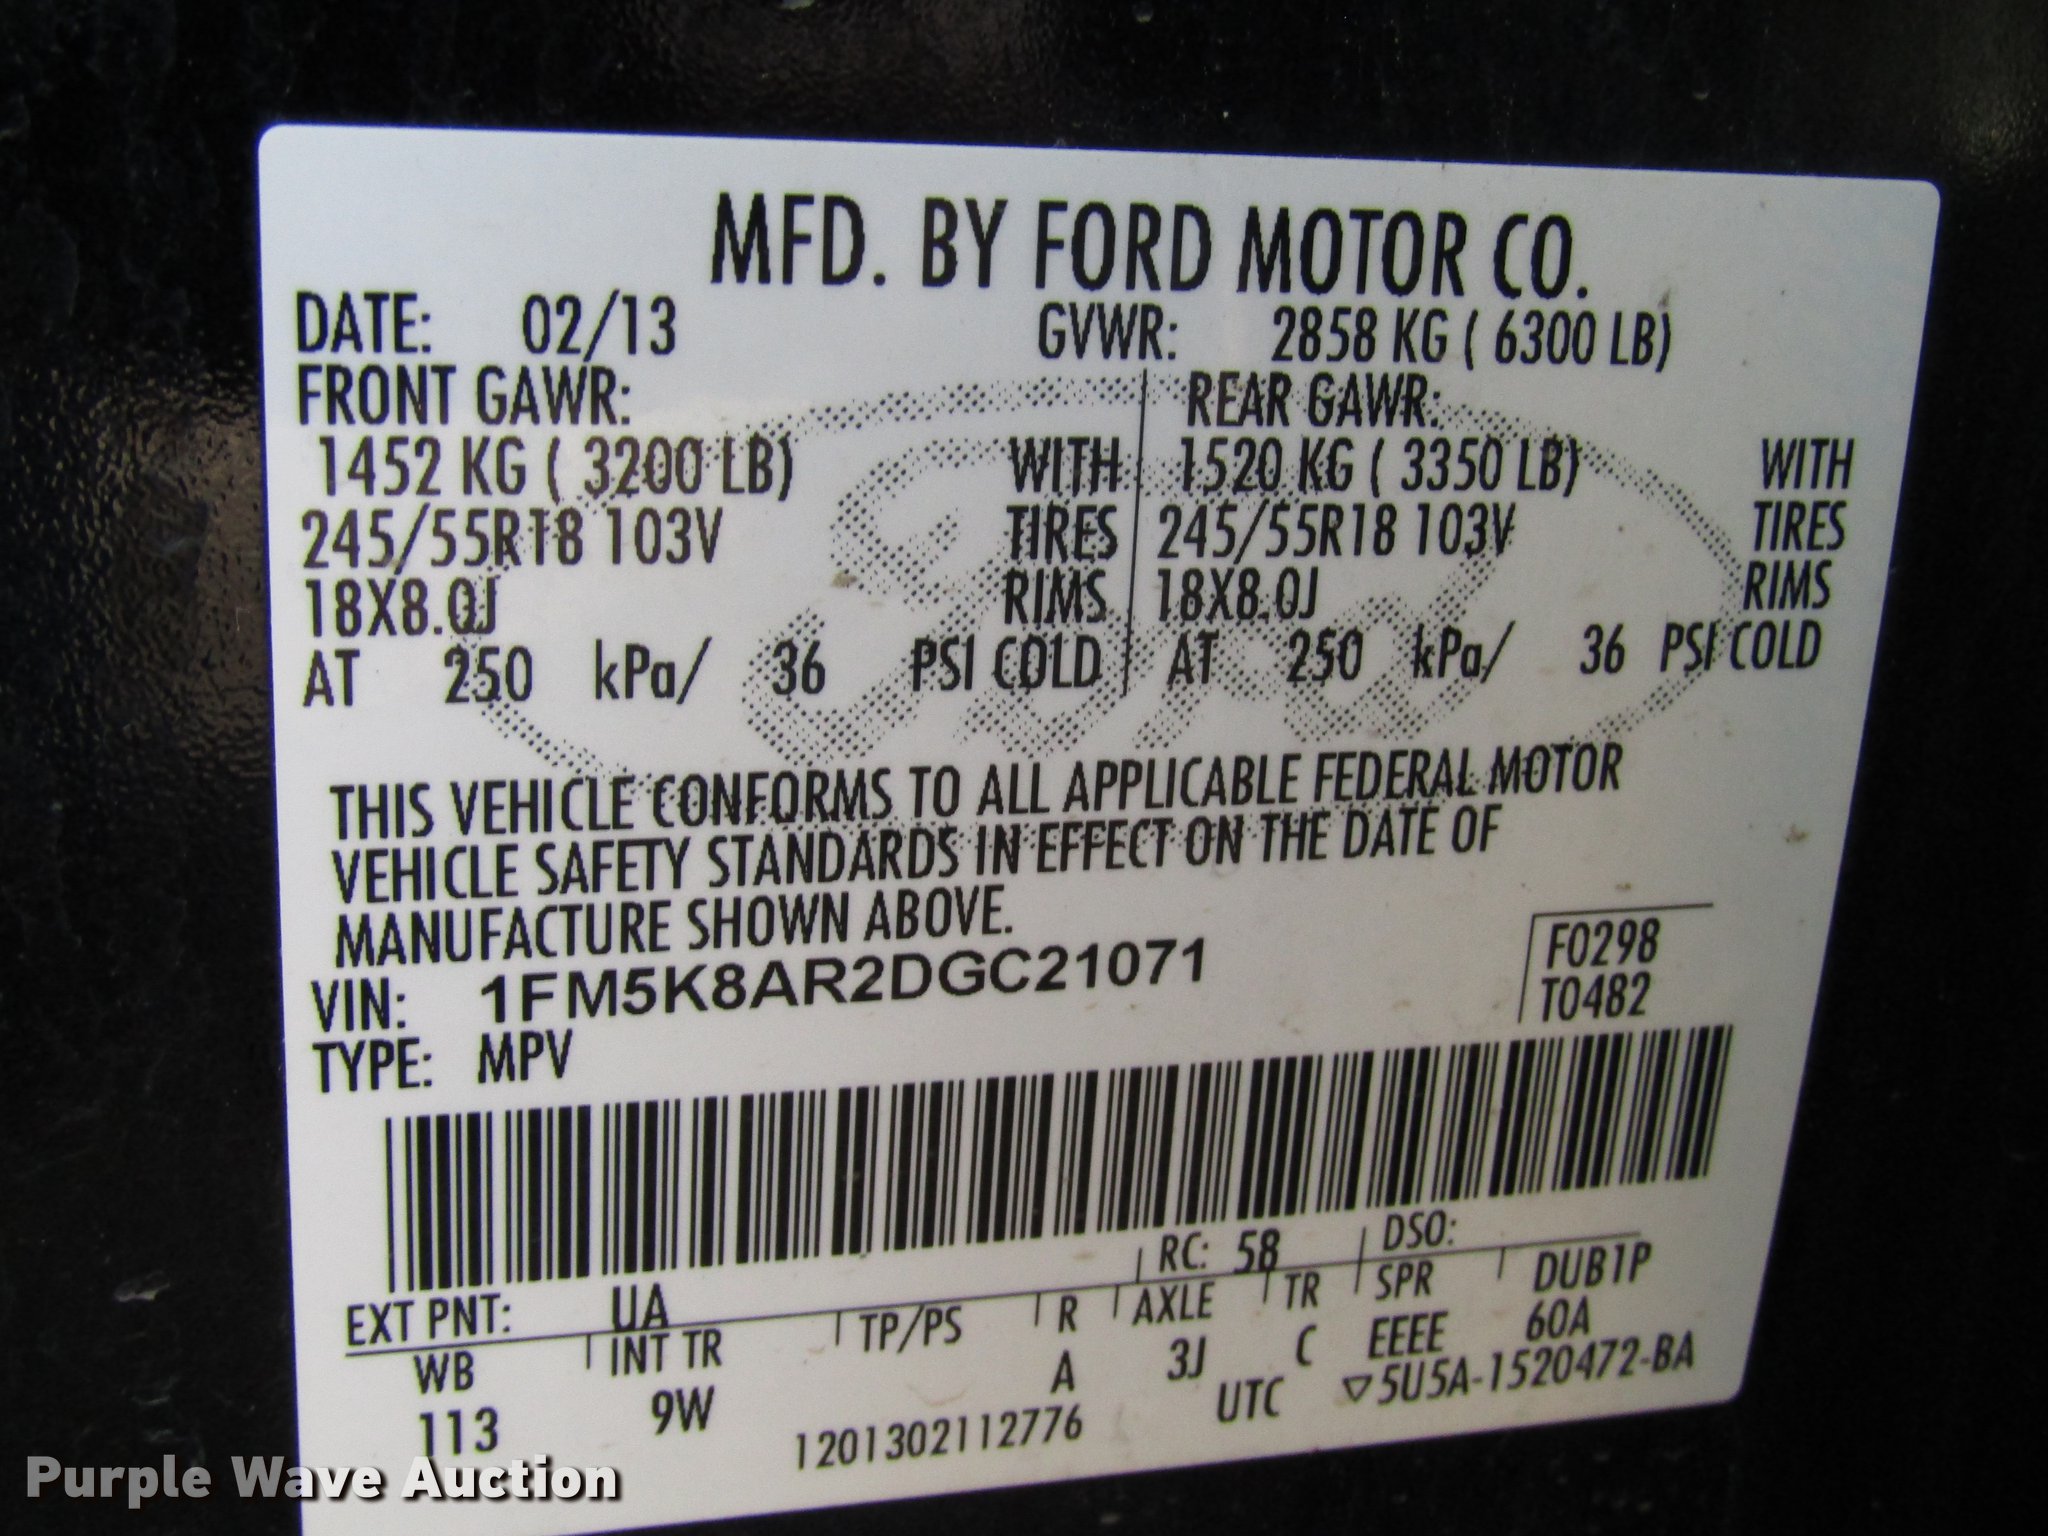 MFD. BY FORD MOTOR CO.
DATE: 02/13 GVWR: 2858 KG ( 6300 LB)
FRONT GAWR: REAR GAWR:
1452 KG ( 3200 LB) WITH 1520 KG ( 3350 LB) WITH
245/55R18 103V TIRES 245/55R18 103V TIRES
18X8.0J RIMS 18X8.0J RIMS
AT 250 kPa/ 36 PSI COLD AT 250 kPa/ 36 PSI COLD
Ford
THIS VEHICLE CONFORMS TO ALL APPLICABLE FEDERAL MOTOR
VEHICLE SAFETY STANDARDS IN EFFECT ON THE DATE OF
MANUFACTURE SHOWN ABOVE.
F0298
VIN: 1FM5K8AR2DGC21071 T0482
TYPE: MPV
EXT PNT: UA RC: 58 DSO:
WB INT TR TP/PS R AXLE TR SPR DUB1P
113 9W A 3J C EEEE 60A
1201302112776 UTC ▽5U5A-1520472-BA
Purple Wave Auction